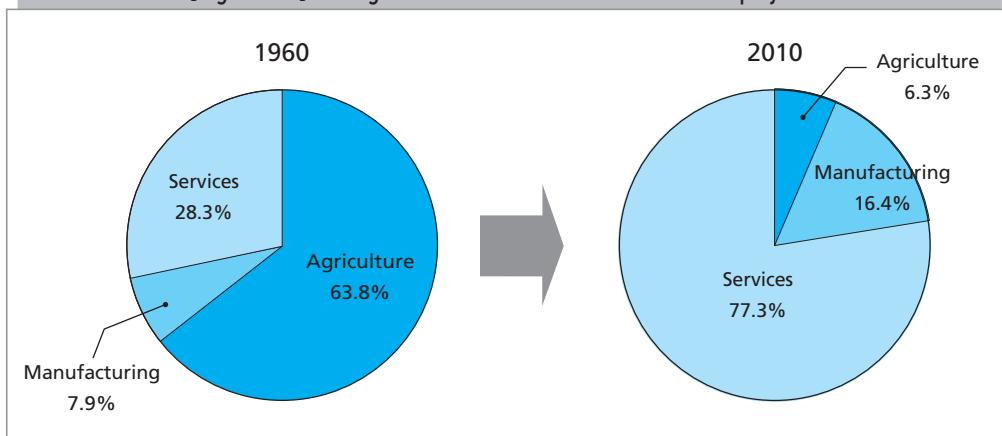 1960
2010
Services
28.3%
Agriculture
63.8%
Manufacturing
7.9%
Agriculture
6.3%
Manufacturing
16.4%
Services
77.3%